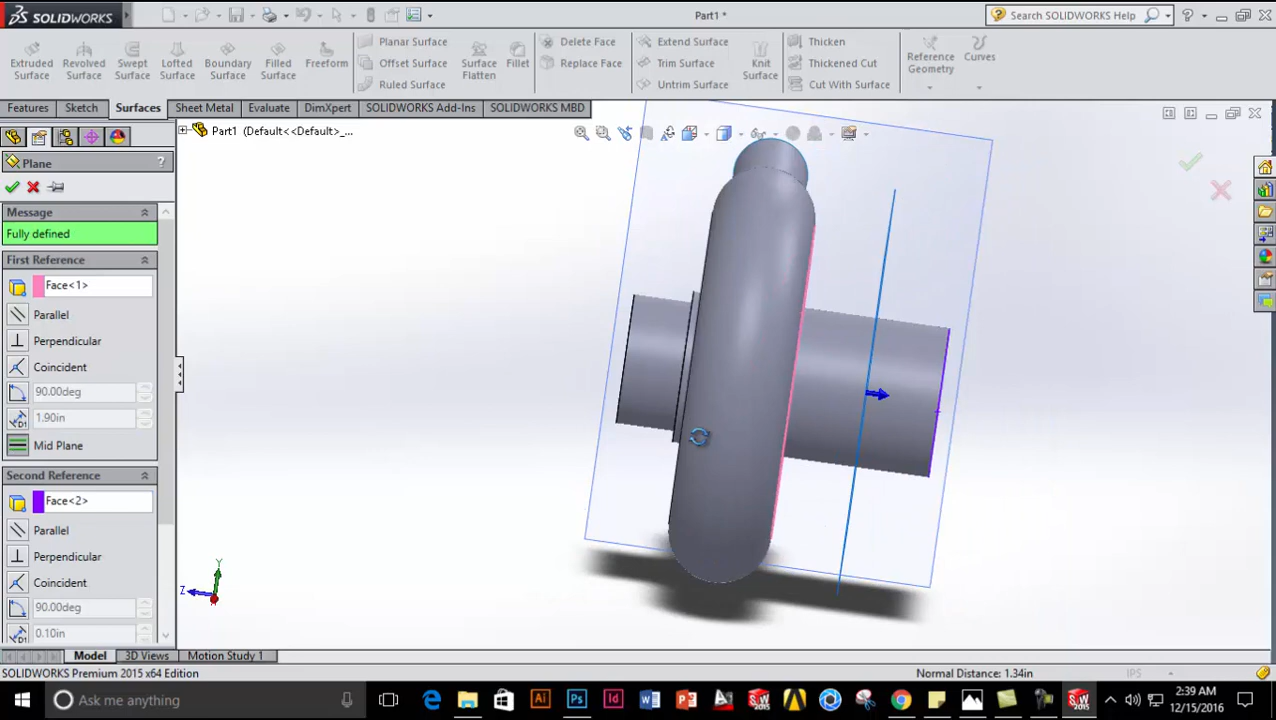 SOLIDWORKS
Part1 *
Search SOLIDWORKS Help
Extruded Surface
Revolved Surface
Swept Surface
Lofted Surface
Boundary Surface
Filled Surface
Freeform
Planar Surface
Offset Surface
Ruled Surface
Surface Flatten
Fillet
Delete Face
Replace Face
Extend Surface
Trim Surface
Untrim Surface
Knit Surface
Thicken
Thickened Cut
Cut With Surface
Reference Geometry
Curves
Features
Sketch
Surfaces
Sheet Metal
Evaluate
DimXpert
SOLIDWORKS Add-Ins
SOLIDWORKS MBD
Part1 (Default<<Default>_...
Plane
?
Message
Fully defined
First Reference
Face<1>
Parallel
Perpendicular
Coincident
90.00deg
1.90in
Mid Plane
Second Reference
Face<2>
Parallel
Perpendicular
Coincident
90.00deg
0.10in
Y
Z
Model
3D Views
Motion Study 1
SOLIDWORKS Premium 2015 x64 Edition
Normal Distance: 1.34in
IPS
Ask me anything
2:39 AM
12/15/2016